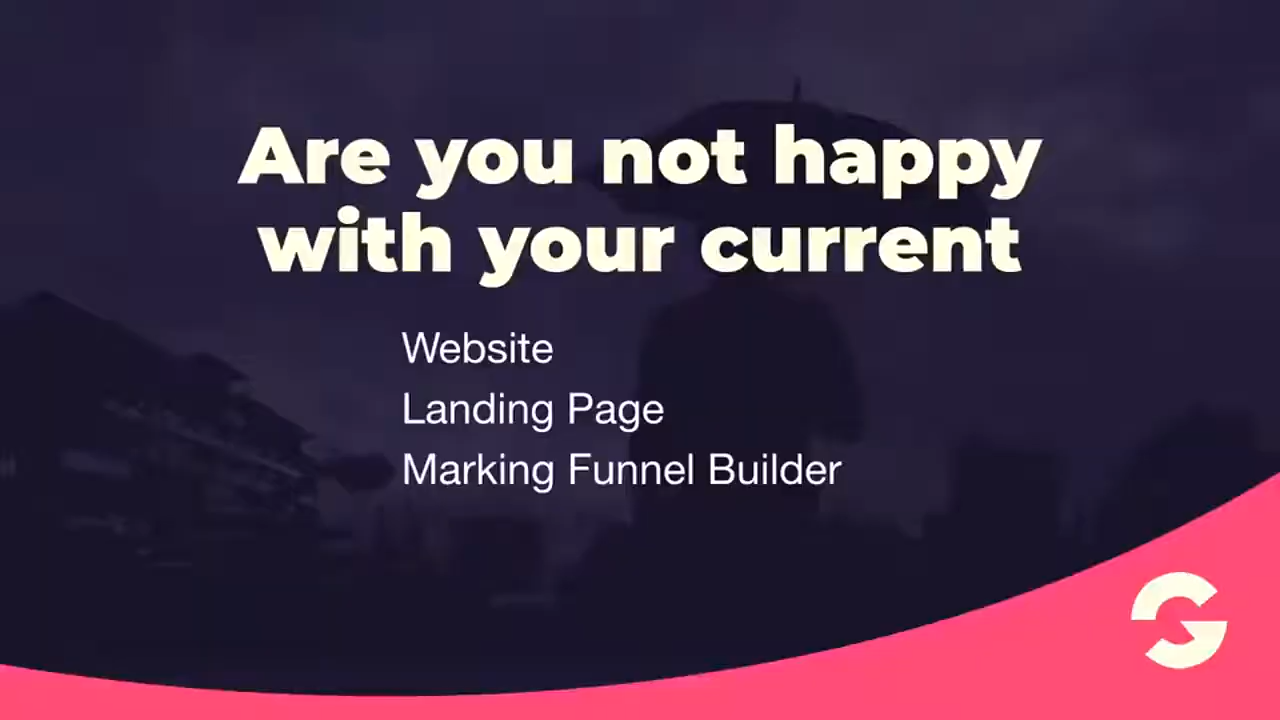 Are you not happy
with your current
Website
Landing Page
Marking Funnel Builder